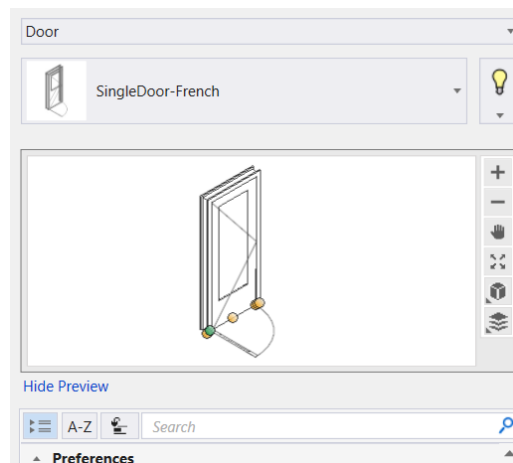 Door
SingleDoor-French
Hide Preview
A-Z
Search
Preferences